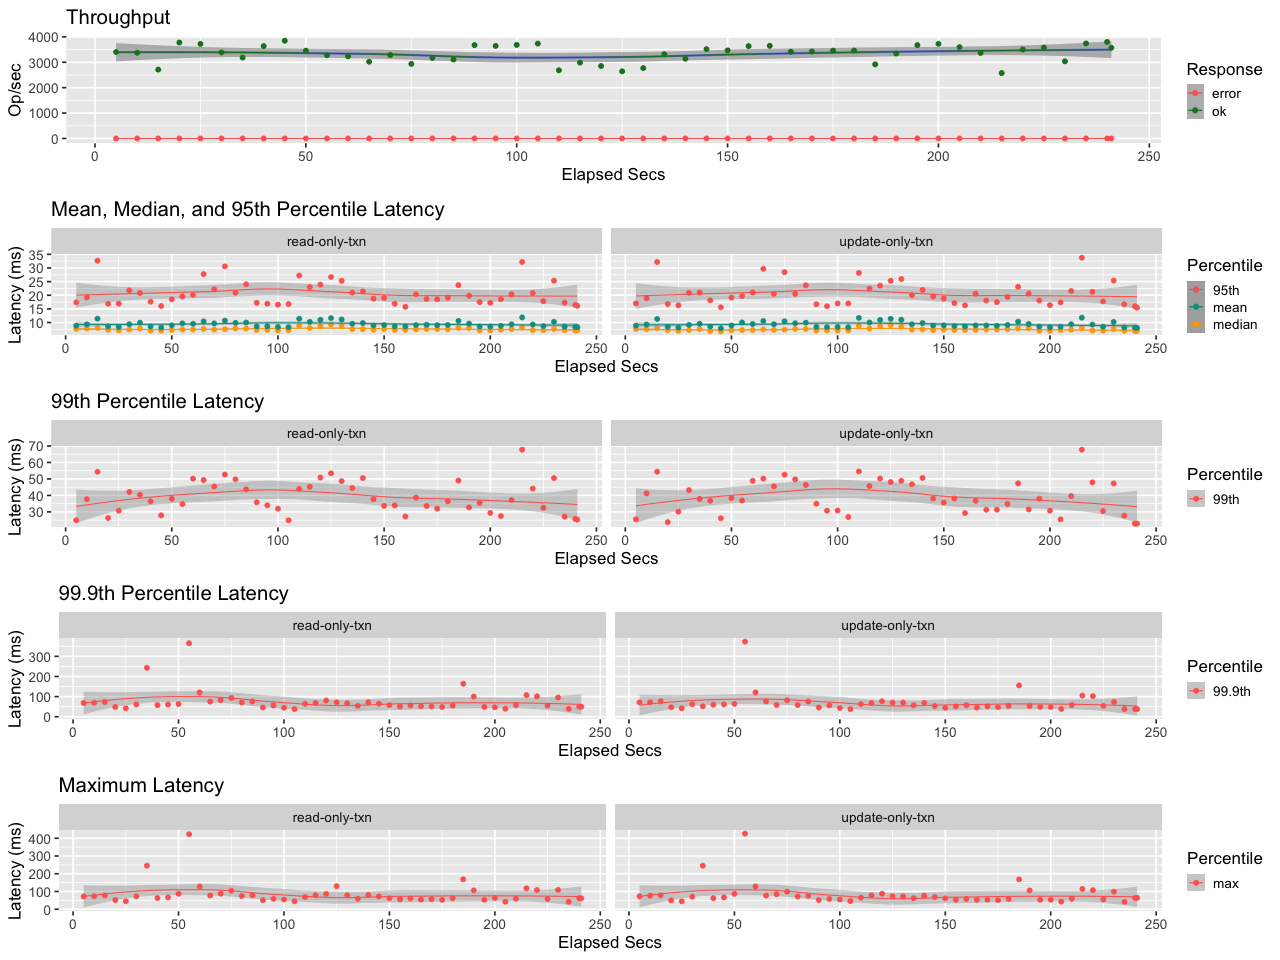 Throughput
4000
3000
2000
1000
0
Op/sec
0 50 100 150 200 250
Elapsed Secs
Response
error
ok
Mean, Median, and 95th Percentile Latency
read-only-txn update-only-txn
35
30
25
20
15
10
Latency (ms)
0 50 100 150 200 250 0 50 100 150 200 250
Elapsed Secs
Percentile
95th
mean
median
99th Percentile Latency
read-only-txn update-only-txn
70
60
50
40
30
Latency (ms)
0 50 100 150 200 250 0 50 100 150 200 250
Elapsed Secs
Percentile
99th
99.9th Percentile Latency
read-only-txn update-only-txn
300
200
100
0
Latency (ms)
0 50 100 150 200 250 0 50 100 150 200 250
Elapsed Secs
Percentile
99.9th
Maximum Latency
read-only-txn update-only-txn
400
300
200
100
0
Latency (ms)
0 50 100 150 200 250 0 50 100 150 200 250
Elapsed Secs
Percentile
max